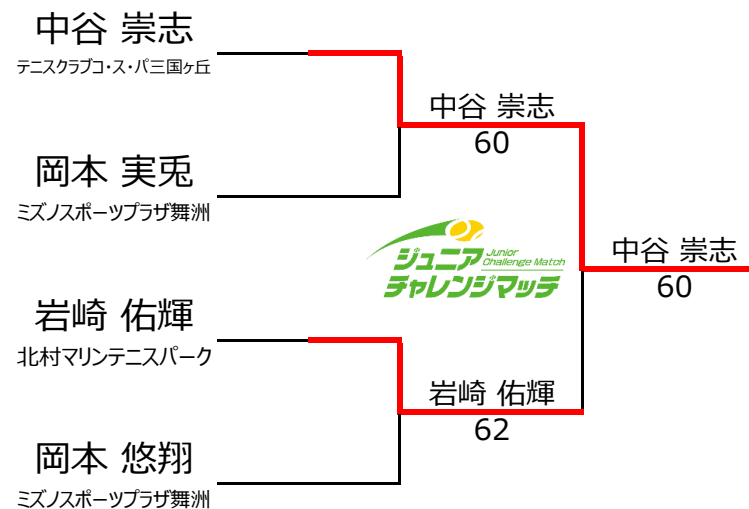 中谷 崇志
テニスクラブコ・ス・パ三国ヶ丘
中谷 崇志
60
岡本 実兎
ミズノスポーツプラザ舞洲
ジュニア Junior Challenge Match
チャレンジマッチ
中谷 崇志
60
岩崎 佑輝
北村マリンテニスパーク
岩崎 佑輝
62
岡本 悠翔
ミズノスポーツプラザ舞洲